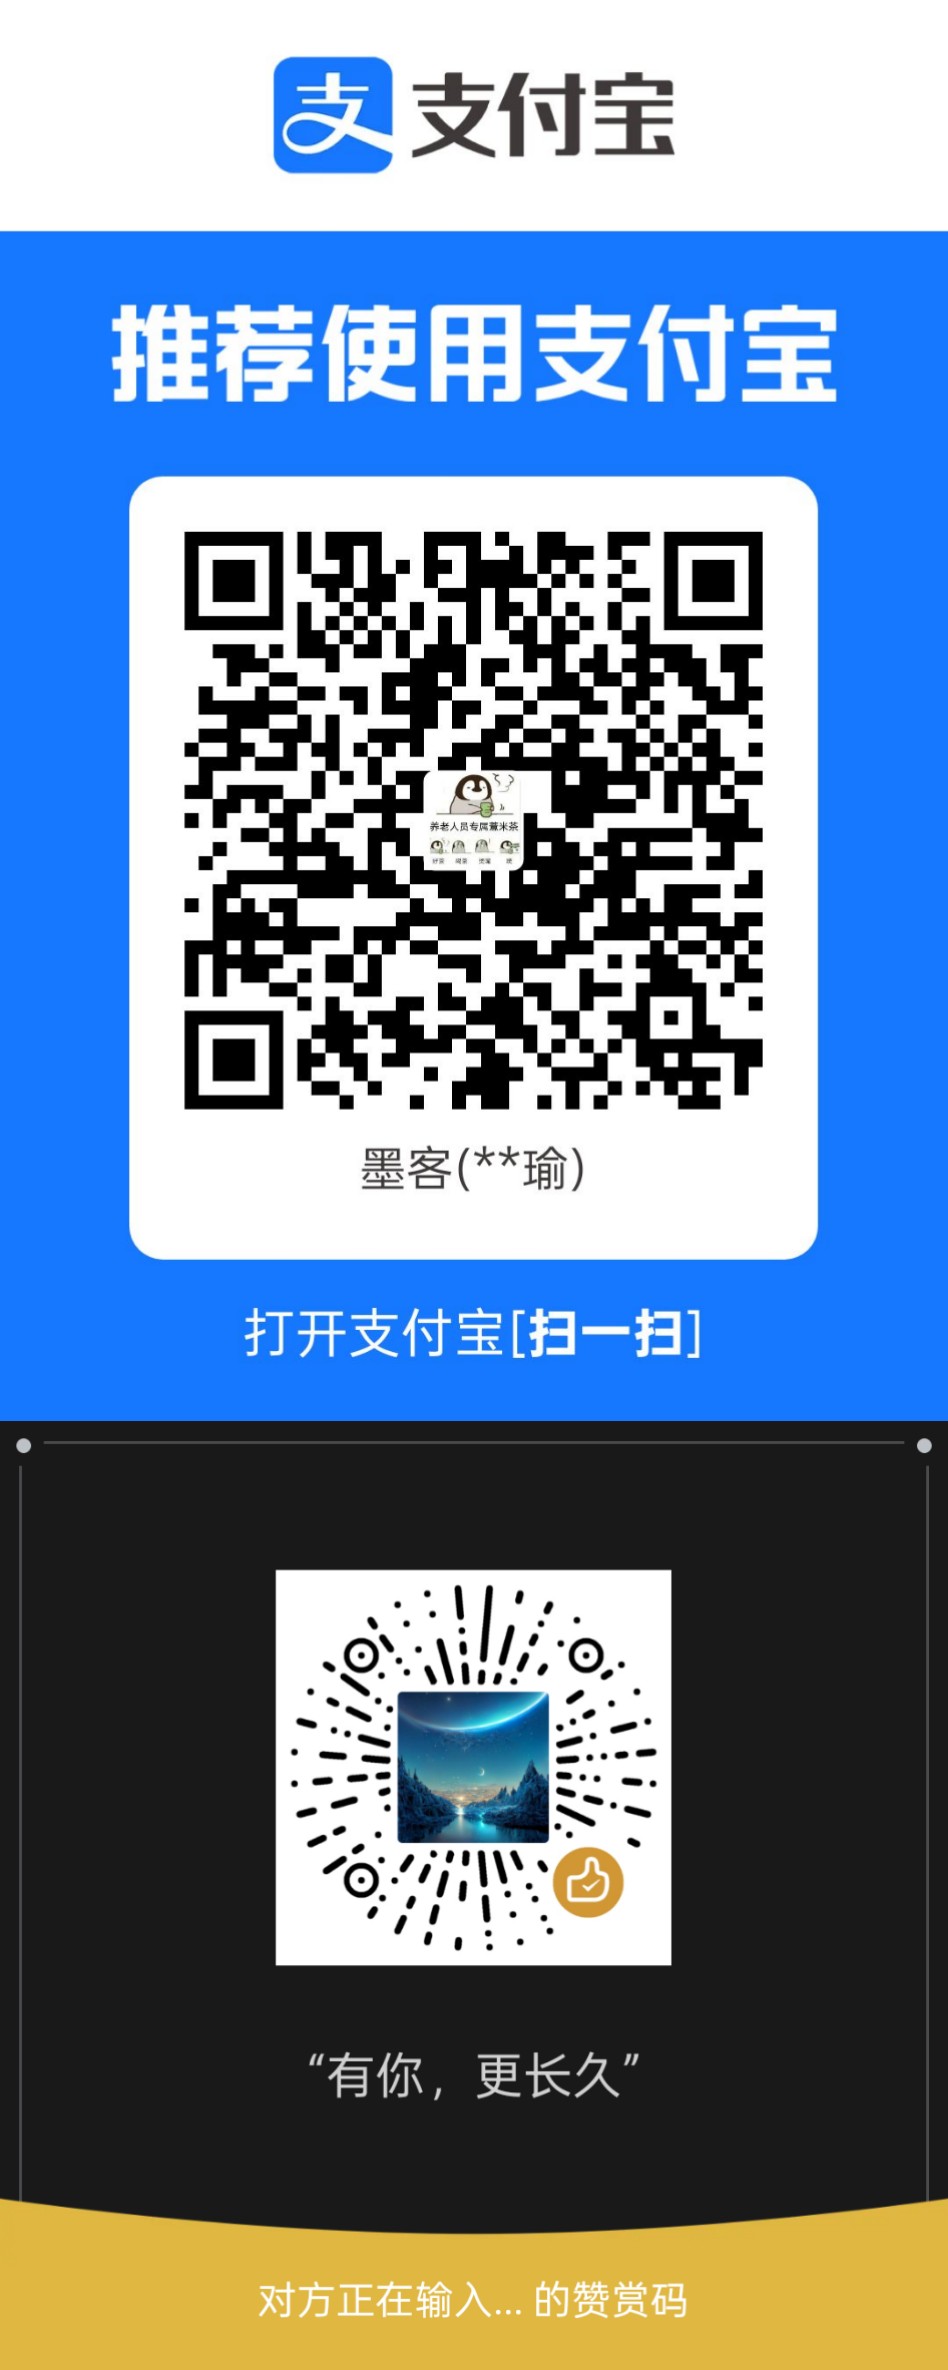 支 支付宝
推荐使用支付宝
养老人员专属薏米茶
墨客(**瑜)
打开支付宝[扫一扫]
“有你，更长久”
对方正在输入... 的赞赏码